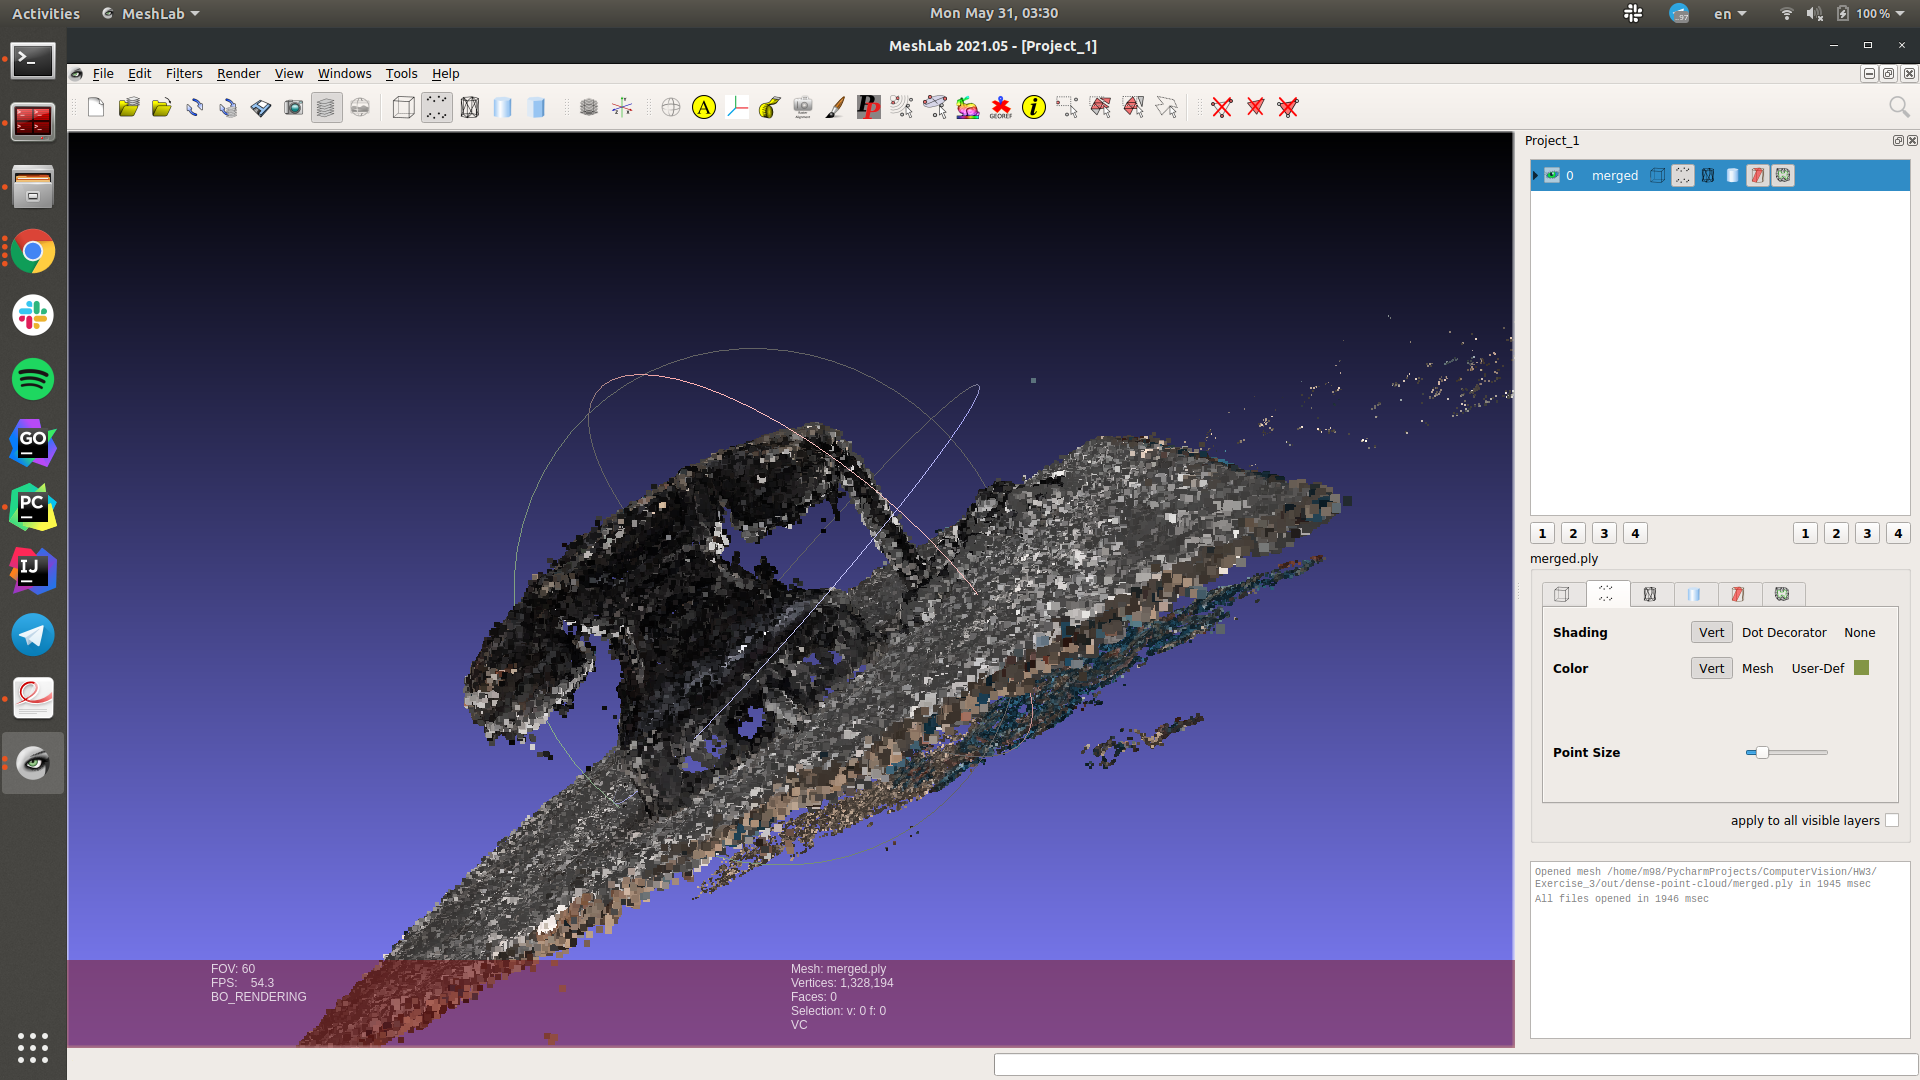 Activities
MeshLab
Mon May 31, 03:30
97
en
100 %
MeshLab 2021.05 - [Project_1]
File Edit Filters Render View Windows Tools Help
A
PP
GEOREF
i
Project_1
0 merged
1 2 3 4 1 2 3 4
merged.ply
Shading Vert Dot Decorator None
Color Vert Mesh User-Def
Point Size
apply to all visible layers
Opened mesh /home/m98/PycharmProjects/ComputerVision/HW3/
Exercise_3/out/dense-point-cloud/merged.ply in 1945 msec
All files opened in 1946 msec
GO
PC
IJ
FOV: 60
FPS: 54.3
BO_RENDERING
Mesh: merged.ply
Vertices: 1,328,194
Faces: 0
Selection: v: 0 f: 0
VC